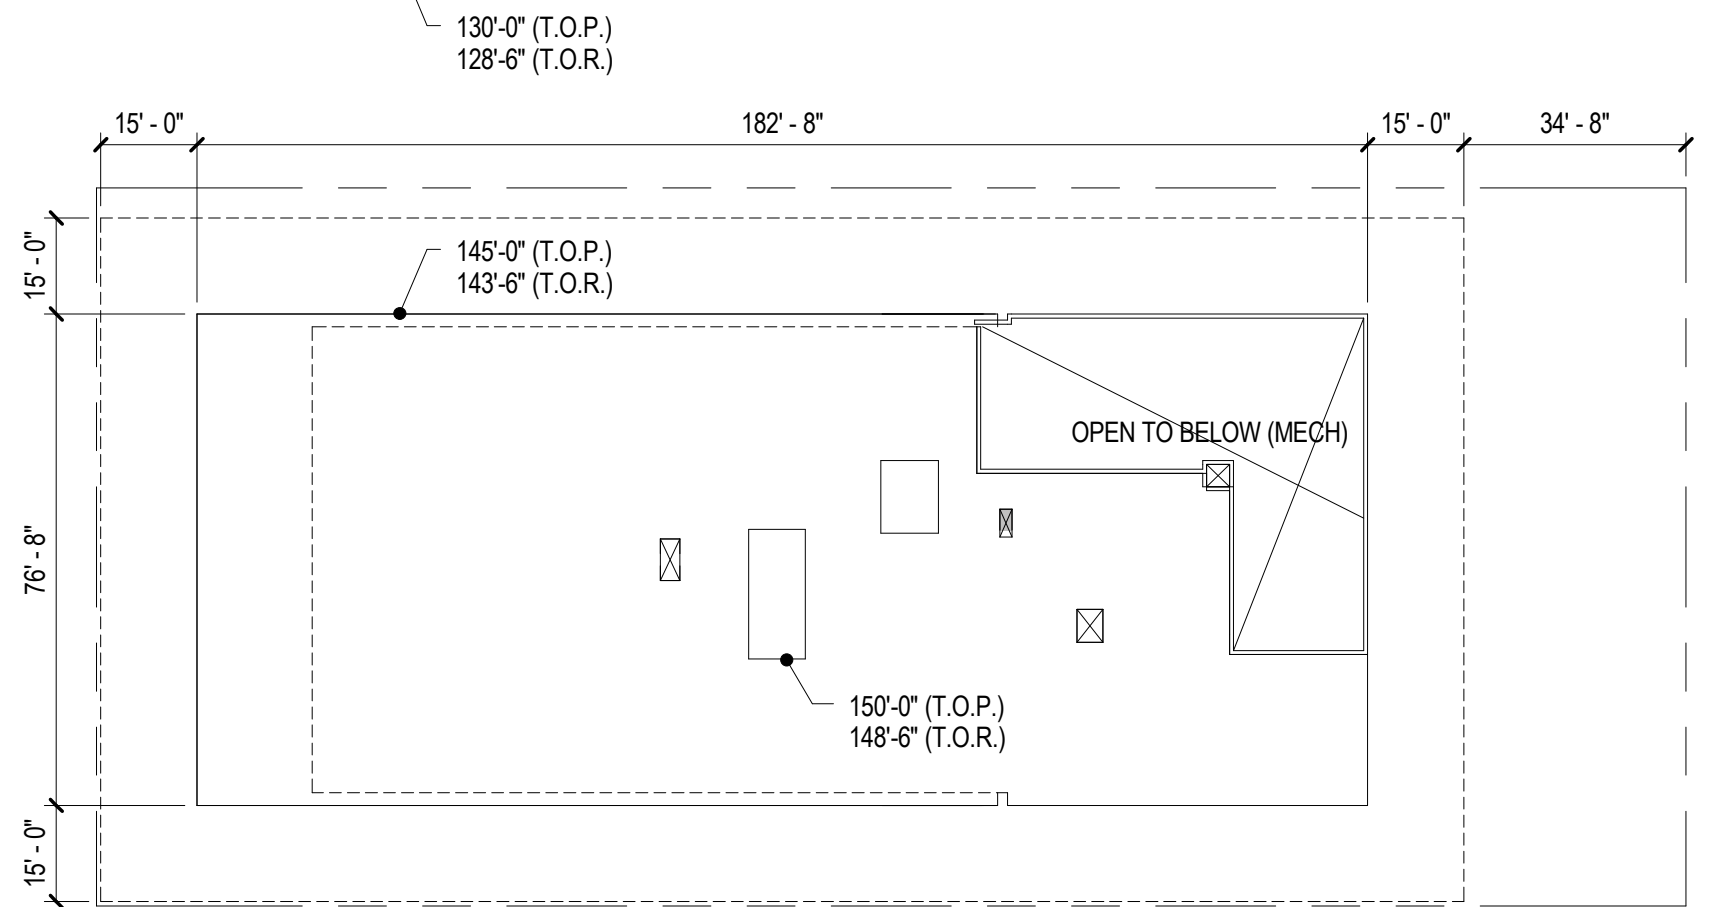 130'-0" (T.O.P.)
128'-6" (T.O.R.)
15' - 0"
182' - 8"
15' - 0"
34' - 8"
15' - 0"
145'-0" (T.O.P.)
143'-6" (T.O.R.)
OPEN TO BELOW (MECH)
76' - 8"
150'-0" (T.O.P.)
148'-6" (T.O.R.)
15' - 0"